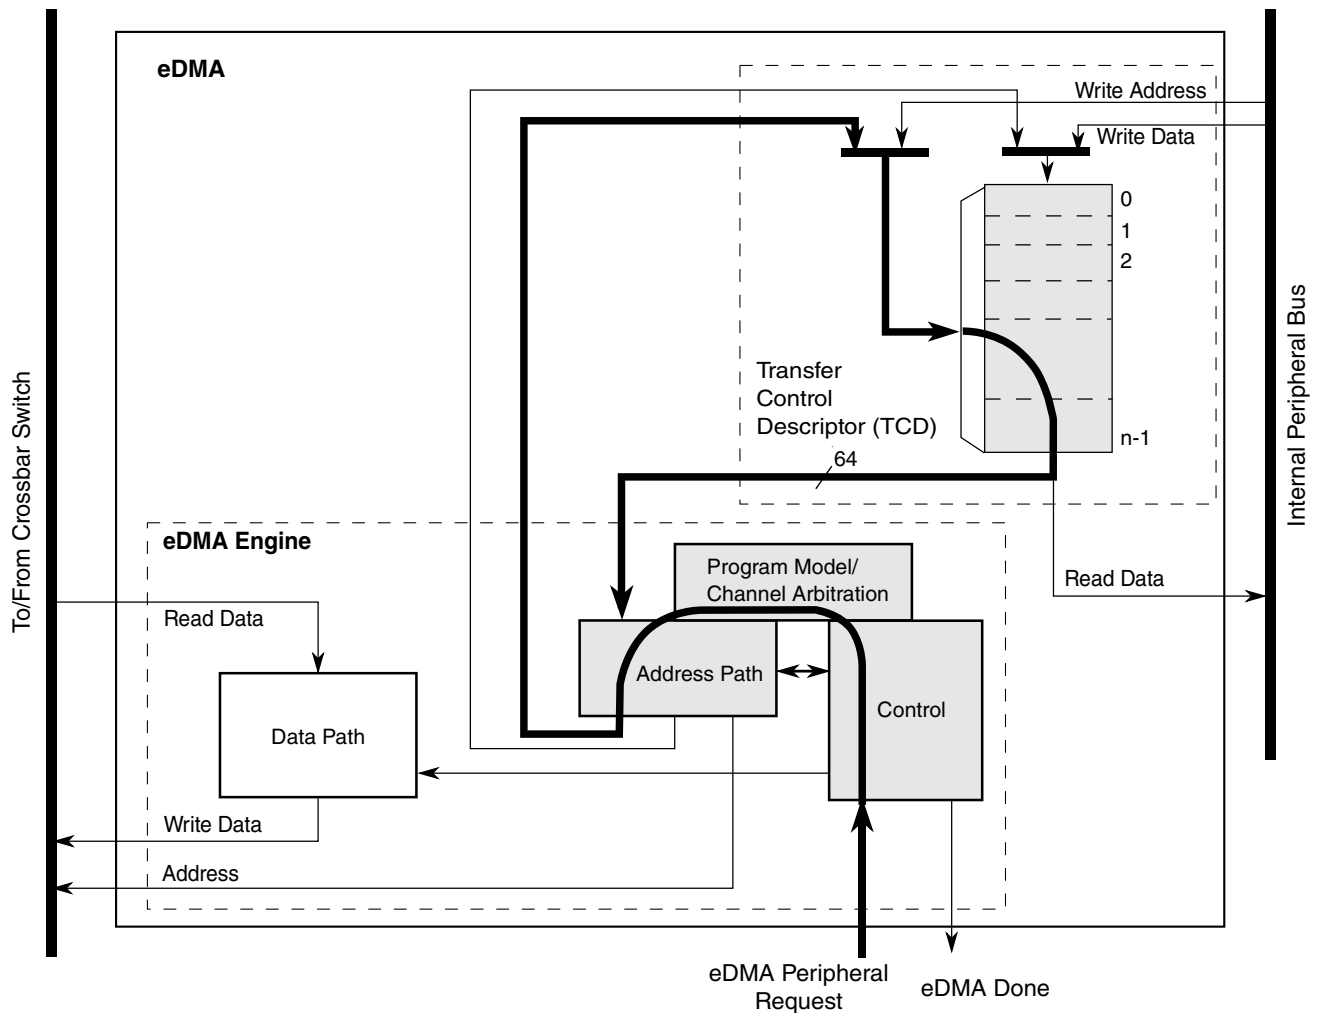 eDMA
Write Address
Write Data
0
1
2
n-1
Transfer
Control
Descriptor (TCD)
64
To/From Crossbar Switch
Internal Peripheral Bus
eDMA Engine
Program Model/
Channel Arbitration
Read Data
Read Data
Address Path
Control
Data Path
Write Data
Address
eDMA Peripheral
Request
eDMA Done